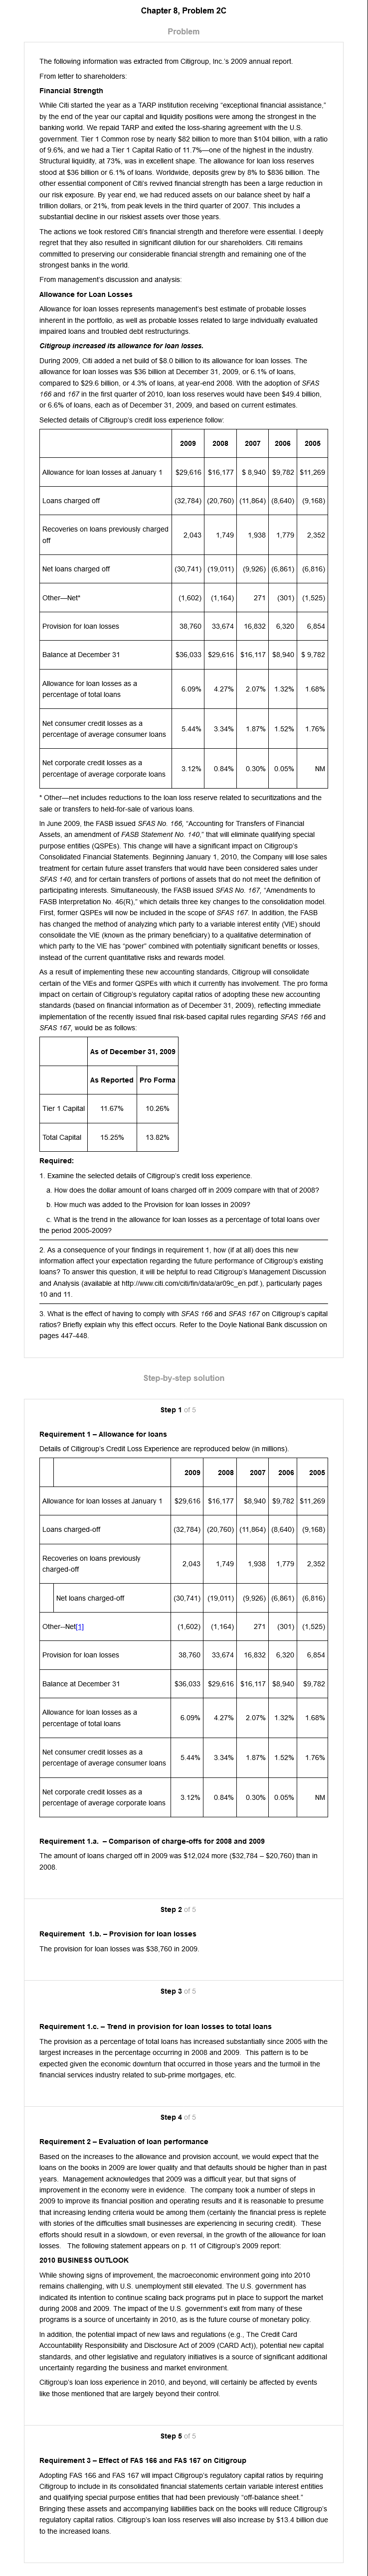 Chapter 8, Problem 2C
Problem
The following information was extracted from Citigroup, Inc.'s 2009 annual report.
From letter to shareholders:
Financial Strength
While Citi started the year as a TARP institution receiving "exceptional financial assistance,"
by the end of the year our capital and liquidity positions were among the strongest in the
banking world. We repaid TARP and exited the loss-sharing agreement with the U.S.
government. Tier 1 Common rose by nearly $82 billion to more than $104 billion, with a ratio
of 9.6%, and we had a Tier 1 Capital Ratio of 11.7%—one of the highest in the industry.
Structural liquidity, at 73%, was in excellent shape. The allowance for loan loss reserves
stood at $36 billion or 6.1% of loans. Worldwide, deposits grew by 8% to $836 billion. The
other essential component of Citi's revived financial strength has been a large reduction in
our risk exposure. By year end, we had reduced assets on our balance sheet by half a
trillion dollars, or 21%, from peak levels in the third quarter of 2007. This includes a
substantial decline in our riskiest assets over those years.
The actions we took restored Citi's financial strength and therefore were essential. I deeply
regret that they also resulted in significant dilution for our shareholders. Citi remains
committed to preserving our considerable financial strength and remaining one of the
strongest banks in the world.
From management's discussion and analysis:
Allowance for Loan Losses
Allowance for loan losses represents management's best estimate of probable losses
inherent in the portfolio, as well as probable losses related to large individually evaluated
impaired loans and troubled debt restructurings.
Citigroup increased its allowance for loan losses.
During 2009, Citi added a net build of $8.0 billion to its allowance for loan losses. The
allowance for loan losses was $36 billion at December 31, 2009, or 6.1% of loans,
compared to $29.6 billion, or 4.3% of loans, at year-end 2008. With the adoption of SFAS
166 and 167 in the first quarter of 2010, loan loss reserves would have been $49.4 billion,
or 6.6% of loans, each as of December 31, 2009, and based on current estimates.
Selected details of Citigroup's credit loss experience follow:
2009 2008 2007 2006 2005
Allowance for loan losses at January 1 $29,616 $16,177 $ 8,940 $9,782 $11,269
Loans charged off (32,784) (20,760) (11,864) (8,640) (9,168)
Recoveries on loans previously charged
off 2,043 1,749 1,938 1,779 2,352
Net loans charged off (30,741) (19,011) (9,926) (6,861) (6,816)
Other—Net* (1,602) (1,164) 271 (301) (1,525)
Provision for loan losses 38,760 33,674 16,832 6,320 6,854
Balance at December 31 $36,033 $29,616 $16,117 $8,940 $ 9,782
Allowance for loan losses as a
percentage of total loans 6.09% 4.27% 2.07% 1.32% 1.68%
Net consumer credit losses as a
percentage of average consumer loans 5.44% 3.34% 1.87% 1.52% 1.76%
Net corporate credit losses as a
percentage of average corporate loans 3.12% 0.84% 0.30% 0.05% NM
* Other—net includes reductions to the loan loss reserve related to securitizations and the
sale or transfers to held-for-sale of various loans.
In June 2009, the FASB issued SFAS No. 166, "Accounting for Transfers of Financial
Assets, an amendment of FASB Statement No. 140," that will eliminate qualifying special
purpose entities (QSPEs). This change will have a significant impact on Citigroup's
Consolidated Financial Statements. Beginning January 1, 2010, the Company will lose sales
treatment for certain future asset transfers that would have been considered sales under
SFAS 140, and for certain transfers of portions of assets that do not meet the definition of
participating interests. Simultaneously, the FASB issued SFAS No. 167, "Amendments to
FASB Interpretation No. 46(R)," which details three key changes to the consolidation model.
First, former QSPEs will now be included in the scope of SFAS 167. In addition, the FASB
has changed the method of analyzing which party to a variable interest entity (VIE) should
consolidate the VIE (known as the primary beneficiary) to a qualitative determination of
which party to the VIE has "power" combined with potentially significant benefits or losses,
instead of the current quantitative risks and rewards model.
As a result of implementing these new accounting standards, Citigroup will consolidate
certain of the VIEs and former QSPEs with which it currently has involvement. The pro forma
impact on certain of Citigroup's regulatory capital ratios of adopting these new accounting
standards (based on financial information as of December 31, 2009), reflecting immediate
implementation of the recently issued final risk-based capital rules regarding SFAS 166 and
SFAS 167, would be as follows:
As of December 31, 2009
As Reported Pro Forma
Tier 1 Capital 11.67% 10.26%
Total Capital 15.25% 13.82%
Required:
1. Examine the selected details of Citigroup's credit loss experience.
a. How does the dollar amount of loans charged off in 2009 compare with that of 2008?
b. How much was added to the Provision for loan losses in 2009?
c. What is the trend in the allowance for loan losses as a percentage of total loans over
the period 2005-2009?
2. As a consequence of your findings in requirement 1, how (if at all) does this new
information affect your expectation regarding the future performance of Citigroup's existing
loans? To answer this question, it will be helpful to read Citigroup's Management Discussion
and Analysis (available at http://www.citi.com/citi/fin/data/ar09c_en.pdf.), particularly pages
10 and 11.
3. What is the effect of having to comply with SFAS 166 and SFAS 167 on Citigroup's capital
ratios? Briefly explain why this effect occurs. Refer to the Doyle National Bank discussion on
pages 447-448.
Step-by-step solution
Step 1 of 5
Requirement 1 – Allowance for loans
Details of Citigroup's Credit Loss Experience are reproduced below (in millions).
2009 2008 2007 2006 2005
Allowance for loan losses at January 1 $29,616 $16,177 $8,940 $9,782 $11,269
Loans charged-off (32,784) (20,760) (11,864) (8,640) (9,168)
Recoveries on loans previously
charged-off 2,043 1,749 1,938 1,779 2,352
Net loans charged-off (30,741) (19,011) (9,926) (6,861) (6,816)
Other--Net[1] (1,602) (1,164) 271 (301) (1,525)
Provision for loan losses 38,760 33,674 16,832 6,320 6,854
Balance at December 31 $36,033 $29,616 $16,117 $8,940 $9,782
Allowance for loan losses as a
percentage of total loans 6.09% 4.27% 2.07% 1.32% 1.68%
Net consumer credit losses as a
percentage of average consumer loans 5.44% 3.34% 1.87% 1.52% 1.76%
Net corporate credit losses as a
percentage of average corporate loans 3.12% 0.84% 0.30% 0.05% NM
Requirement 1.a. – Comparison of charge-offs for 2008 and 2009
The amount of loans charged off in 2009 was $12,024 more ($32,784 – $20,760) than in
2008.
Step 2 of 5
Requirement 1.b. – Provision for loan losses
The provision for loan losses was $38,760 in 2009.
Step 3 of 5
Requirement 1.c. – Trend in provision for loan losses to total loans
The provision as a percentage of total loans has increased substantially since 2005 with the
largest increases in the percentage occurring in 2008 and 2009. This pattern is to be
expected given the economic downturn that occurred in those years and the turmoil in the
financial services industry related to sub-prime mortgages, etc.
Step 4 of 5
Requirement 2 – Evaluation of loan performance
Based on the increases to the allowance and provision account, we would expect that the
loans on the books in 2009 are lower quality and that defaults should be higher than in past
years. Management acknowledges that 2009 was a difficult year, but that signs of
improvement in the economy were in evidence. The company took a number of steps in
2009 to improve its financial position and operating results and it is reasonable to presume
that increasing lending criteria would be among them (certainly the financial press is replete
with stories of the difficulties small businesses are experiencing in securing credit). These
efforts should result in a slowdown, or even reversal, in the growth of the allowance for loan
losses. The following statement appears on p. 11 of Citigroup's 2009 report:
2010 BUSINESS OUTLOOK
While showing signs of improvement, the macroeconomic environment going into 2010
remains challenging, with U.S. unemployment still elevated. The U.S. government has
indicated its intention to continue scaling back programs put in place to support the market
during 2008 and 2009. The impact of the U.S. government's exit from many of these
programs is a source of uncertainty in 2010, as is the future course of monetary policy.
In addition, the potential impact of new laws and regulations (e.g., The Credit Card
Accountability Responsibility and Disclosure Act of 2009 (CARD Act)), potential new capital
standards, and other legislative and regulatory initiatives is a source of significant additional
uncertainty regarding the business and market environment.
Citigroup's loan loss experience in 2010, and beyond, will certainly be affected by events
like those mentioned that are largely beyond their control.
Step 5 of 5
Requirement 3 – Effect of FAS 166 and FAS 167 on Citigroup
Adopting FAS 166 and FAS 167 will impact Citigroup's regulatory capital ratios by requiring
Citigroup to include in its consolidated financial statements certain variable interest entities
and qualifying special purpose entities that had been previously "off-balance sheet."
Bringing these assets and accompanying liabilities back on the books will reduce Citigroup's
regulatory capital ratios. Citigroup's loan loss reserves will also increase by $13.4 billion due
to the increased loans.